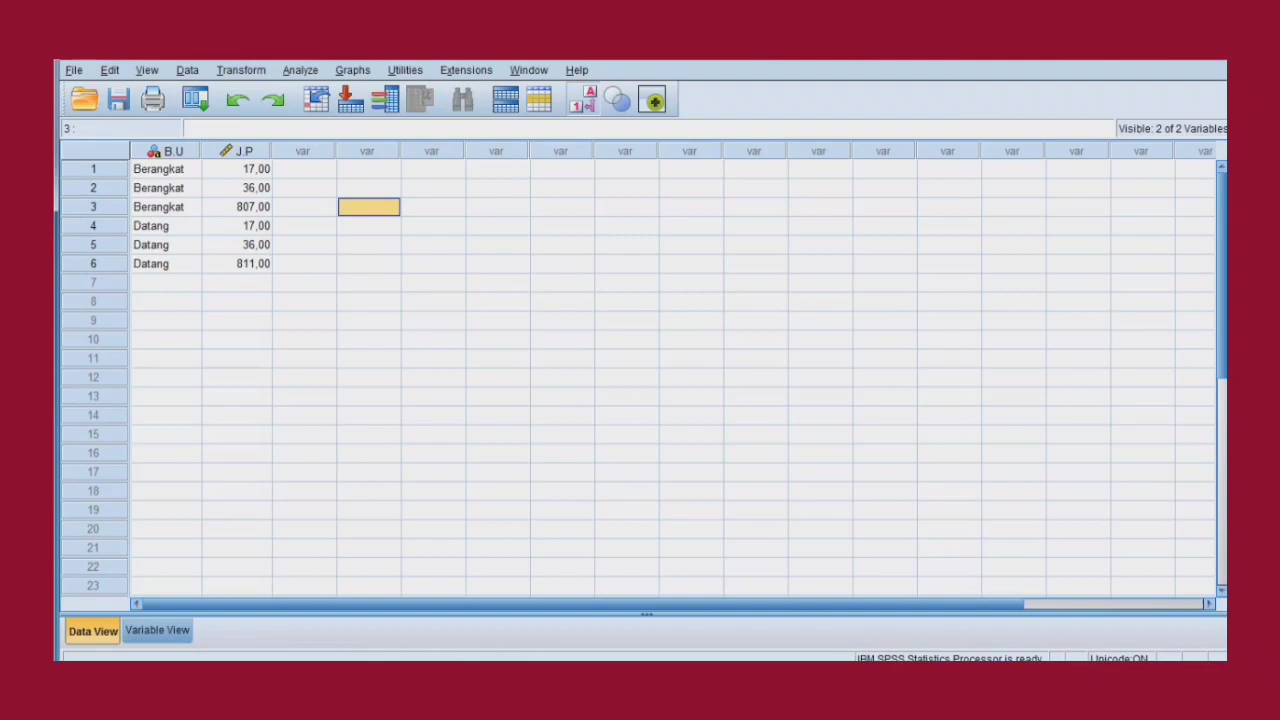 File Edit View Data Transform Analyze Graphs Utilities Extensions Window Help
A
1
3 :
Visible: 2 of 2 Variables
B.U J.P var var var var var var var var var var var var var var var
1 Berangkat 17,00
2 Berangkat 36,00
3 Berangkat 807,00
4 Datang 17,00
5 Datang 36,00
6 Datang 811,00
7
8
9
10
11
12
13
14
15
16
17
18
19
20
21
22
23
Data View Variable View
IBM SPSS Statistics Processor is ready Unicode:ON